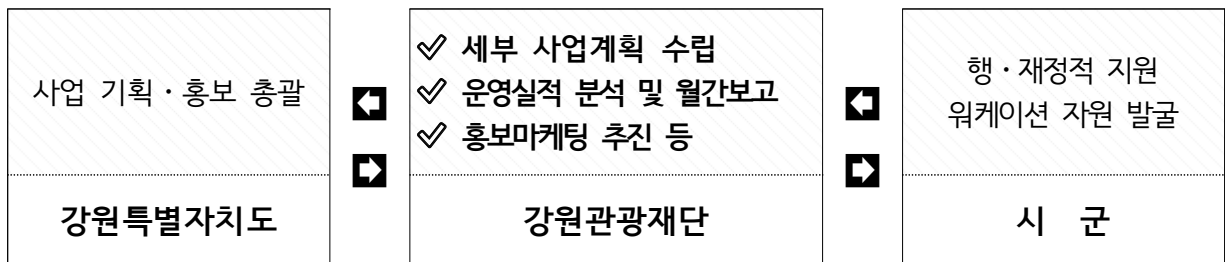 사업 기획·홍보 총괄
강원특별자치도
✓ 세부 사업계획 수립
✓ 운영실적 분석 및 월간보고
✓ 홍보마케팅 추진 등
강원관광재단
행·재정적 지원
워케이션 자원 발굴
시 군